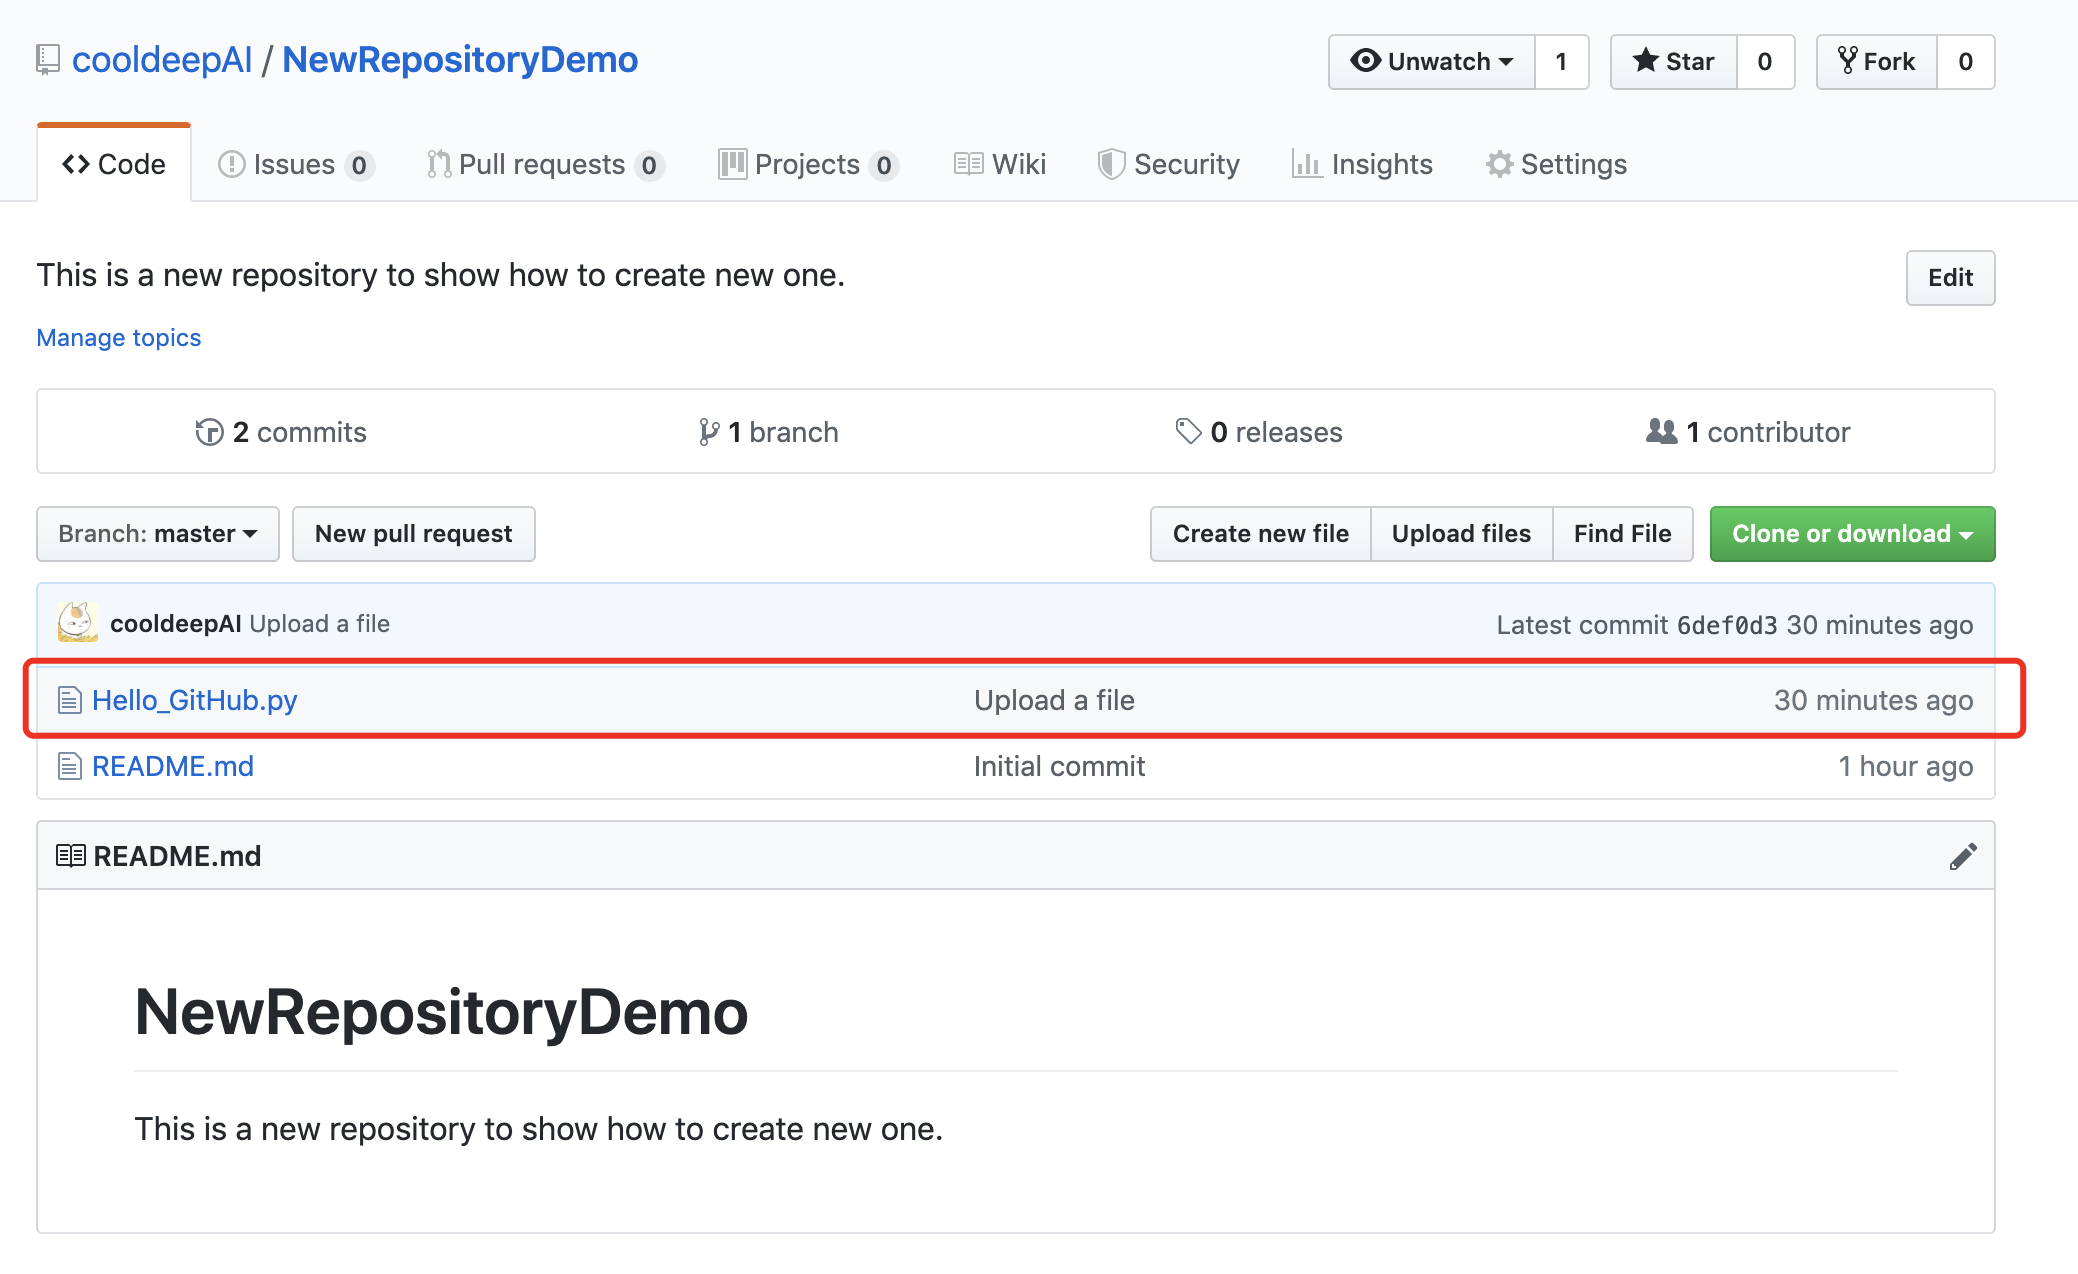 cooldeepAI / NewRepositoryDemo Unwatch 1 Star 0 Fork 0
Code Issues 0 Pull requests 0 Projects 0 Wiki Security Insights Settings
This is a new repository to show how to create new one. Edit
Manage topics
2 commits 1 branch 0 releases 1 contributor
Branch: master New pull request Create new file Upload files Find File Clone or download
cooldeepAI Upload a file Latest commit 6def0d3 30 minutes ago
Hello_GitHub.py Upload a file 30 minutes ago
README.md Initial commit 1 hour ago
README.md
NewRepositoryDemo
This is a new repository to show how to create new one.